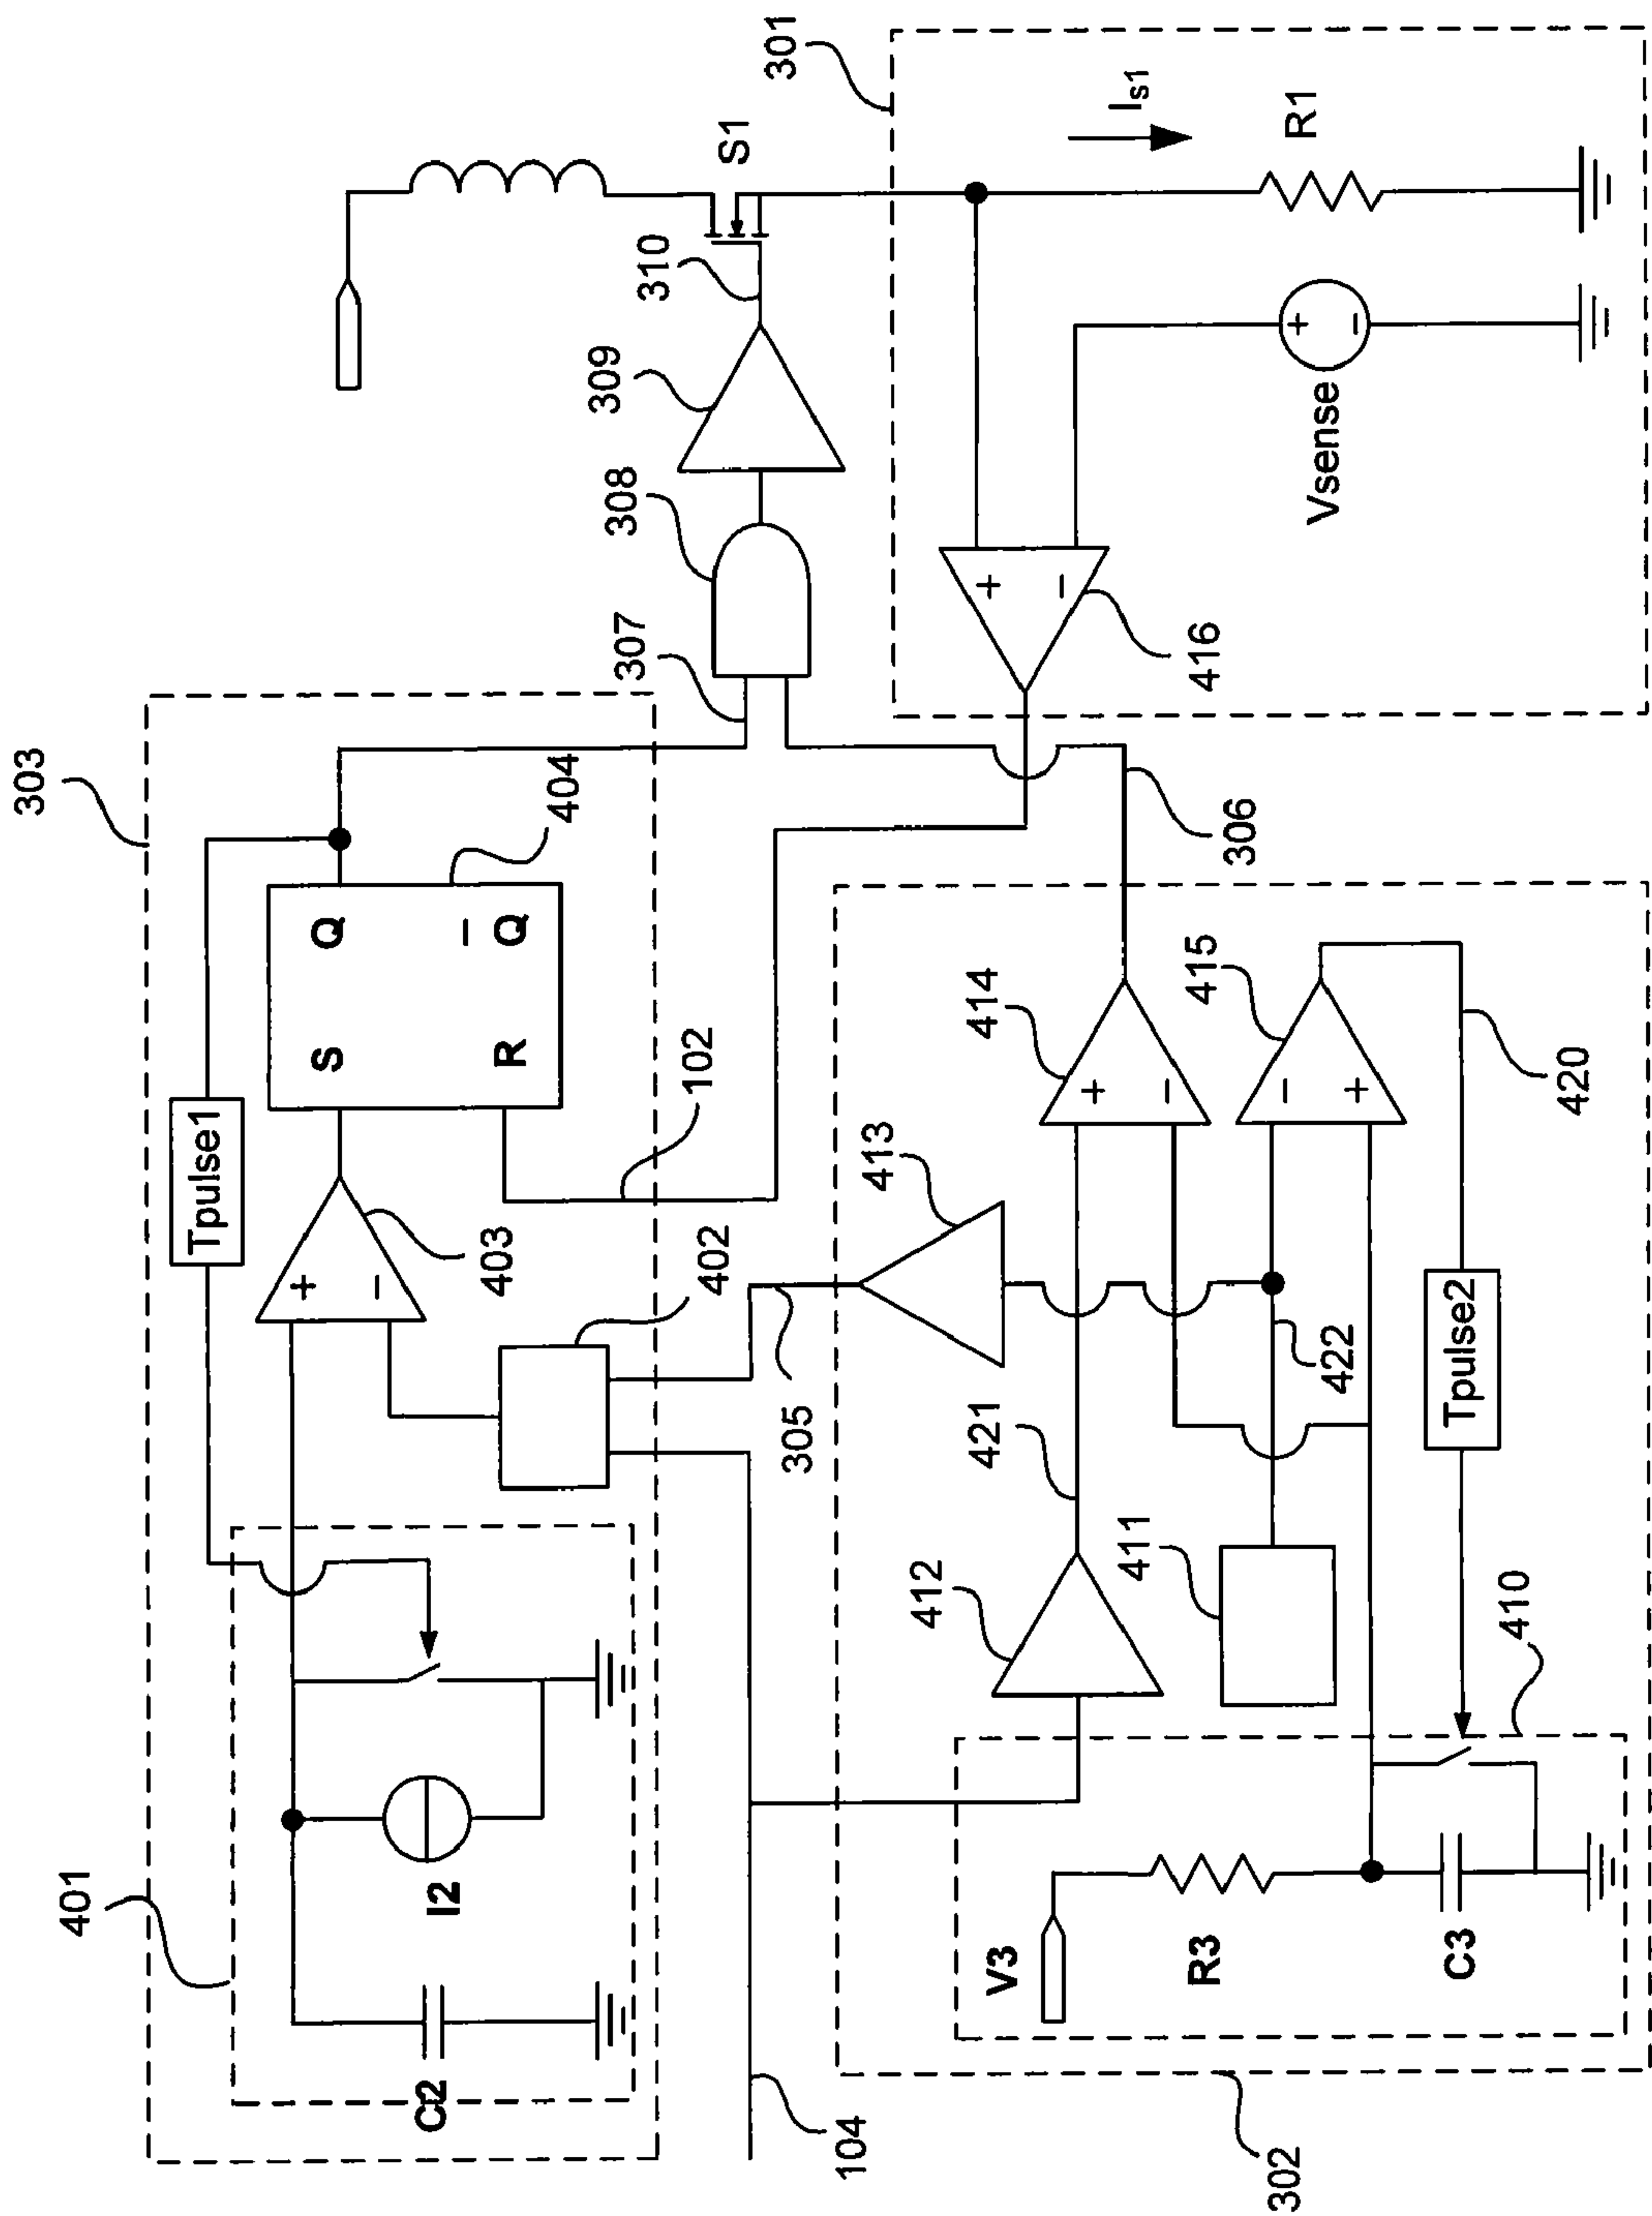 303
Tpulse1
S
Q
R
Q
404
403
401
I2
C2
402
102
305
104
307
308
309
310
S1
301
Is1
R1
+
−
Vsense
+
−
416
306
+
−
414
413
421
412
+
−
415
−
+
422
411
420
Tpulse2
410
V3
R3
C3
302